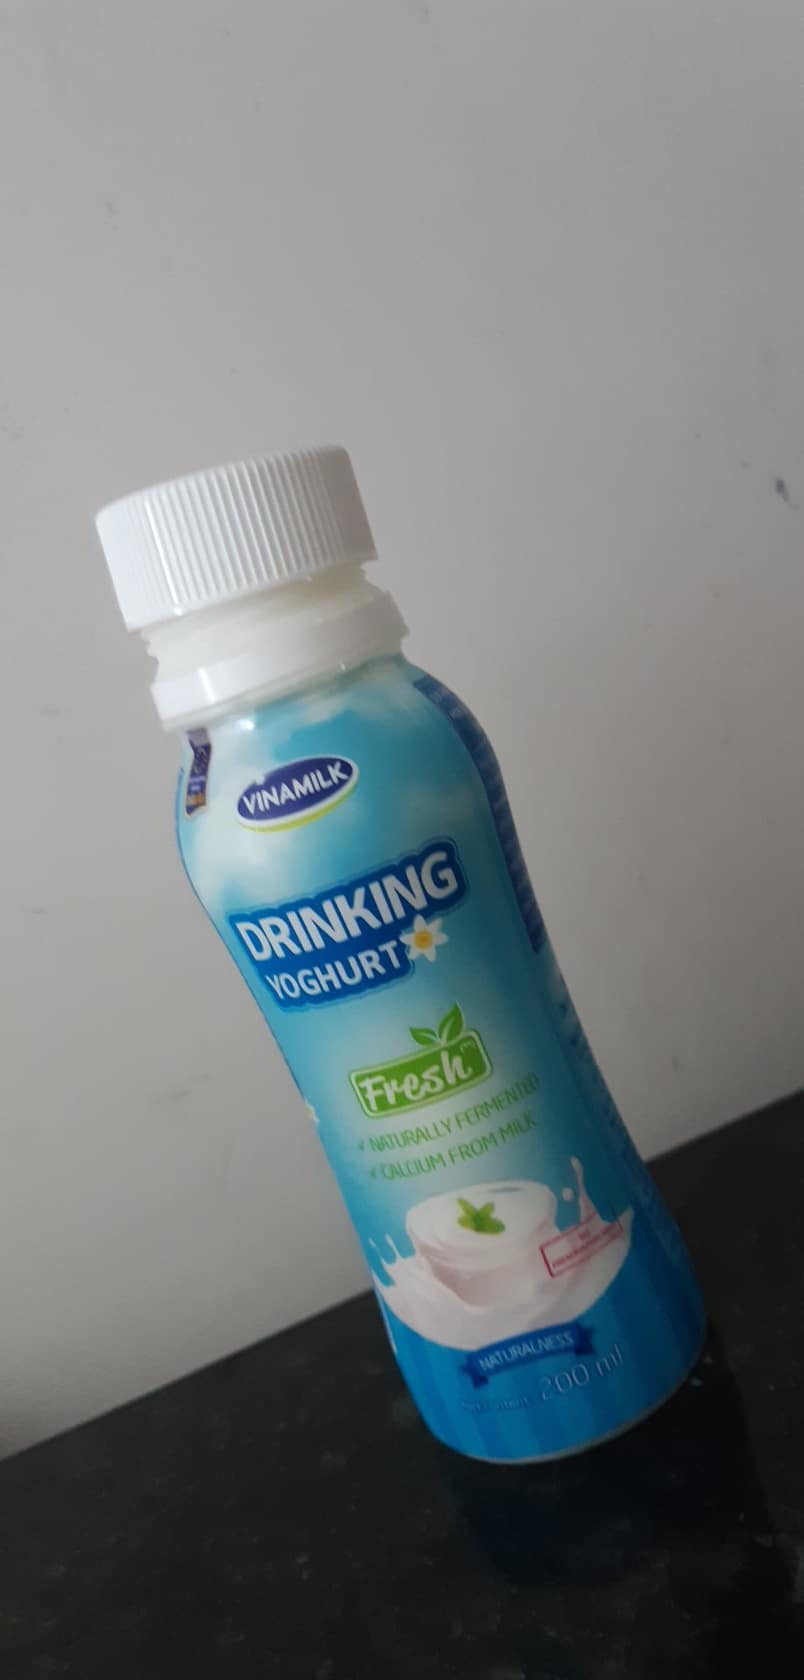 VINAMILK
DRINKING
YOGHURT
Fresh
✓ NATURALLY FERMENTED
✓ CALCIUM FROM MILK
NATURALNESS
200 ml